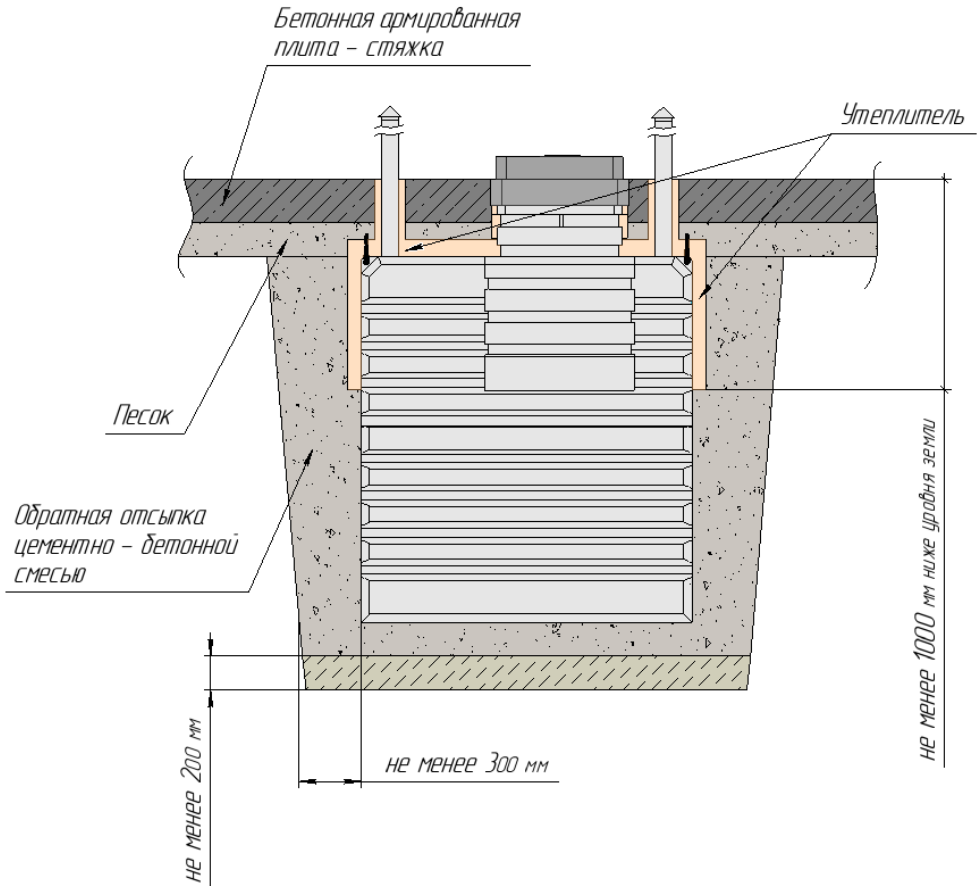 Бетонная армированная
плита - стяжка
Утеплитель
Песок
Обратная отсыпка
цементно - бетонной
смесью
не менее 1000 мм ниже уровня земли
не менее 300 мм
не менее 200 мм